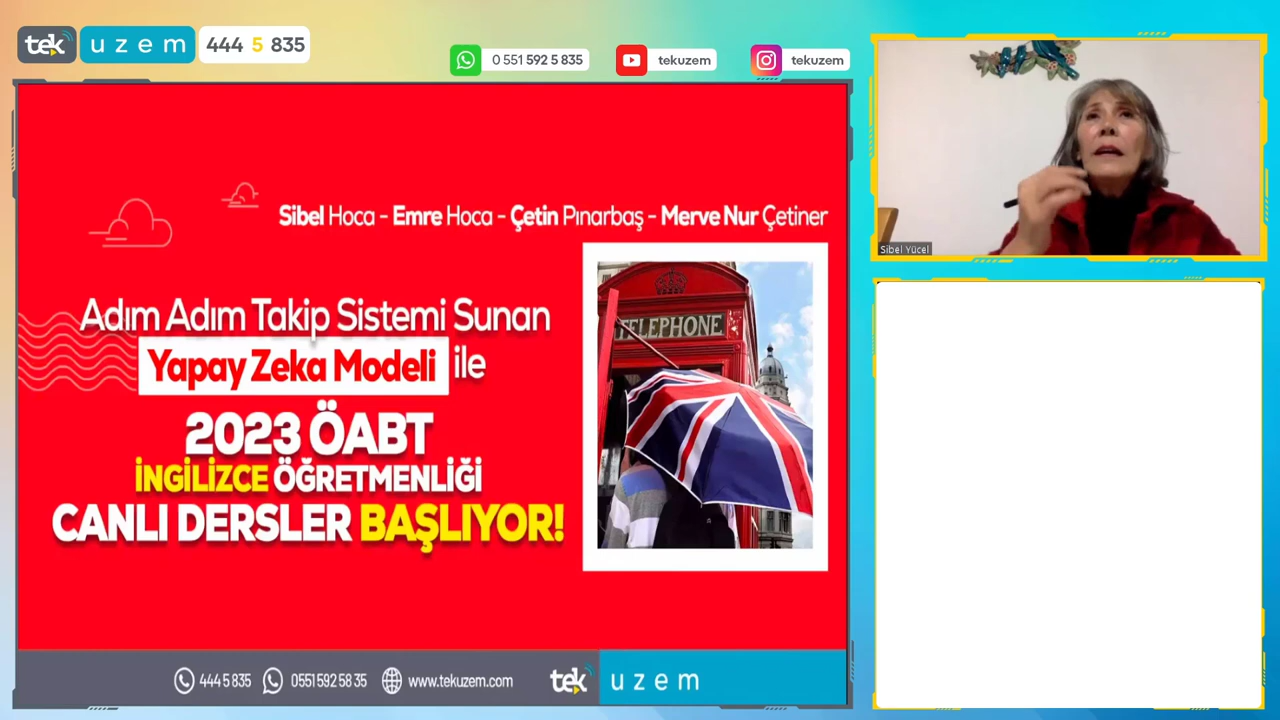 tek uzem 444 5 835
0 551 592 5 835
tekuzem
tekuzem
Sibel Hoca - Emre Hoca - Çetin Pınarbaş - Merve Nur Çetiner
TELEPHONE
Adım Adım Takip Sistemi Sunan
Yapay Zeka Modeli ile
2023 ÖABT
İNGİLİZCE ÖĞRETMENLİĞİ
CANLI DERSLER BAŞLIYOR!
444 5 835 0551 592 58 35 www.tekuzem.com tek uzem
Sibel Yücel